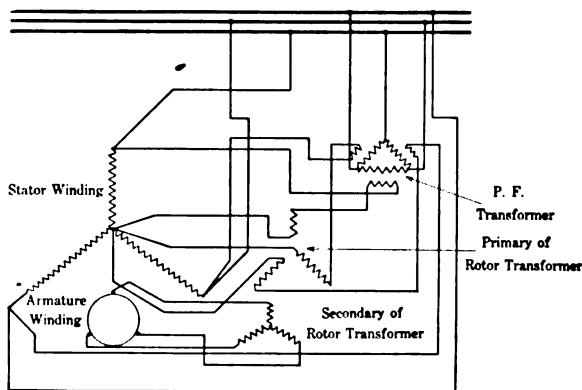 Stator Winding
P. F.
Transformer
Primary of
Rotor Transformer
Armature
Winding
Secondary of
Rotor Transformer